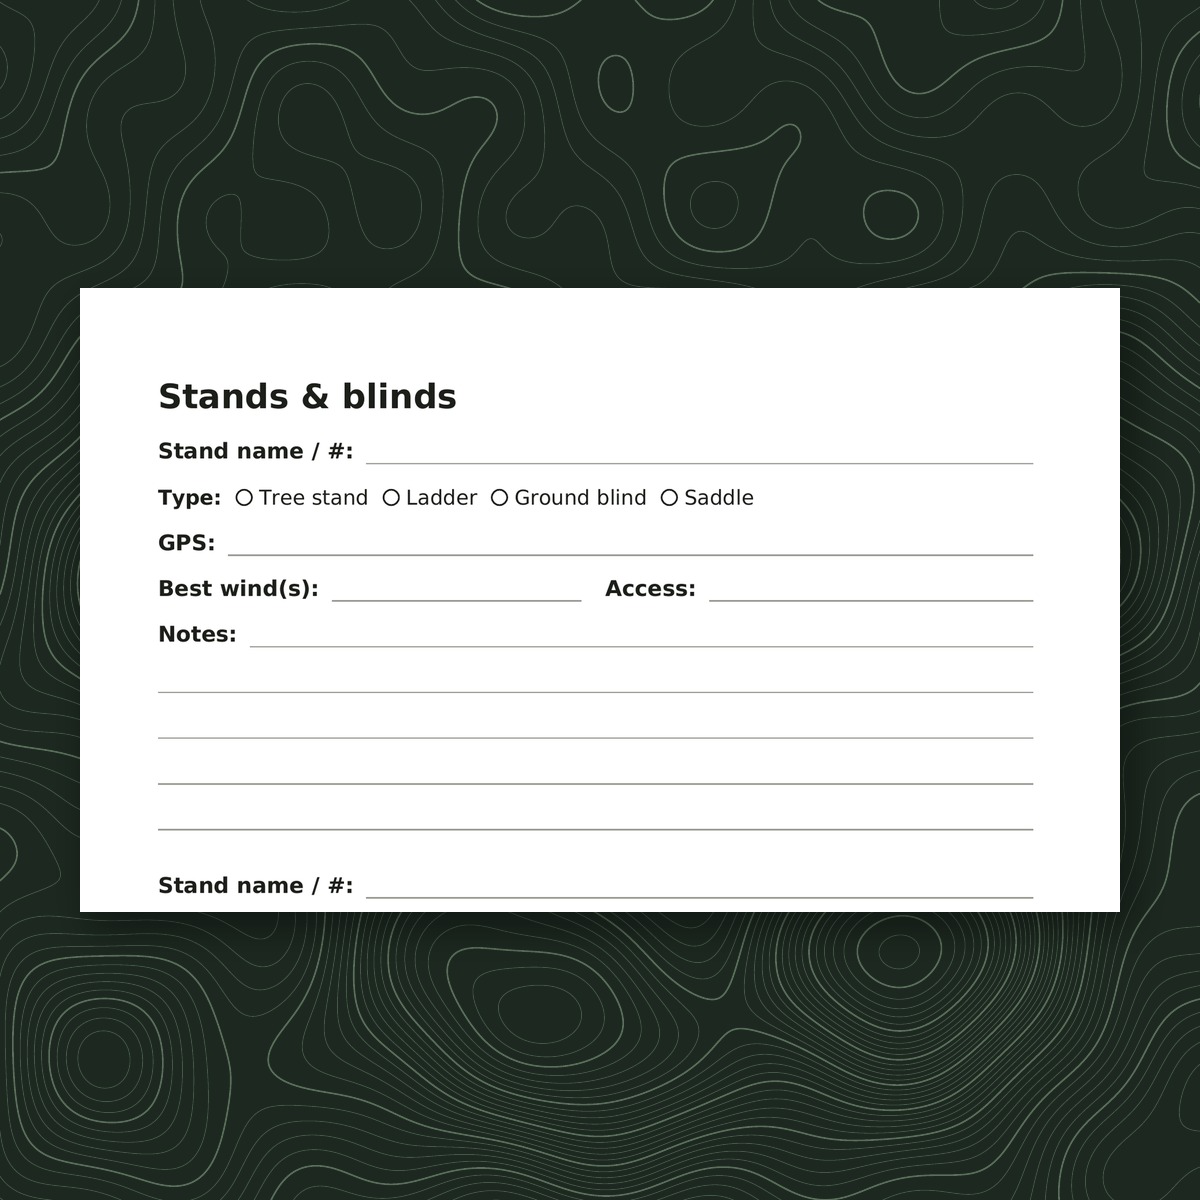 Stands & blinds
Stand name / #:
Type: Tree stand Ladder Ground blind Saddle
GPS:
Best wind(s): Access:
Notes:
Stand name / #: